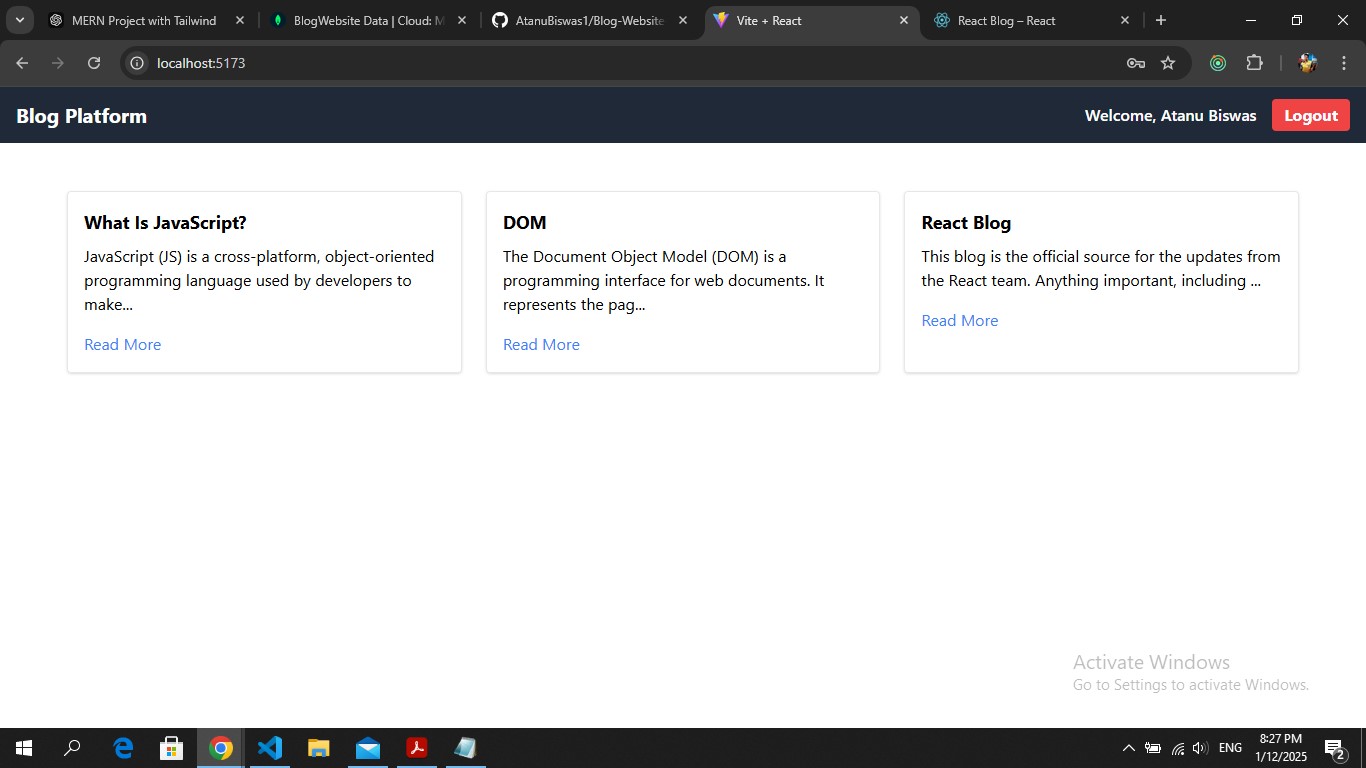 MERN Project with Tailwind
BlogWebsite Data | Cloud: M
AtanuBiswas1/Blog-Website
Vite + React
React Blog – React
localhost:5173
Blog Platform
Welcome, Atanu Biswas
Logout
What Is JavaScript?
JavaScript (JS) is a cross-platform, object-oriented
programming language used by developers to
make...
Read More
DOM
The Document Object Model (DOM) is a
programming interface for web documents. It
represents the pag...
Read More
React Blog
This blog is the official source for the updates from
the React team. Anything important, including ...
Read More
Activate Windows
Go to Settings to activate Windows.
ENG
8:27 PM
1/12/2025
2